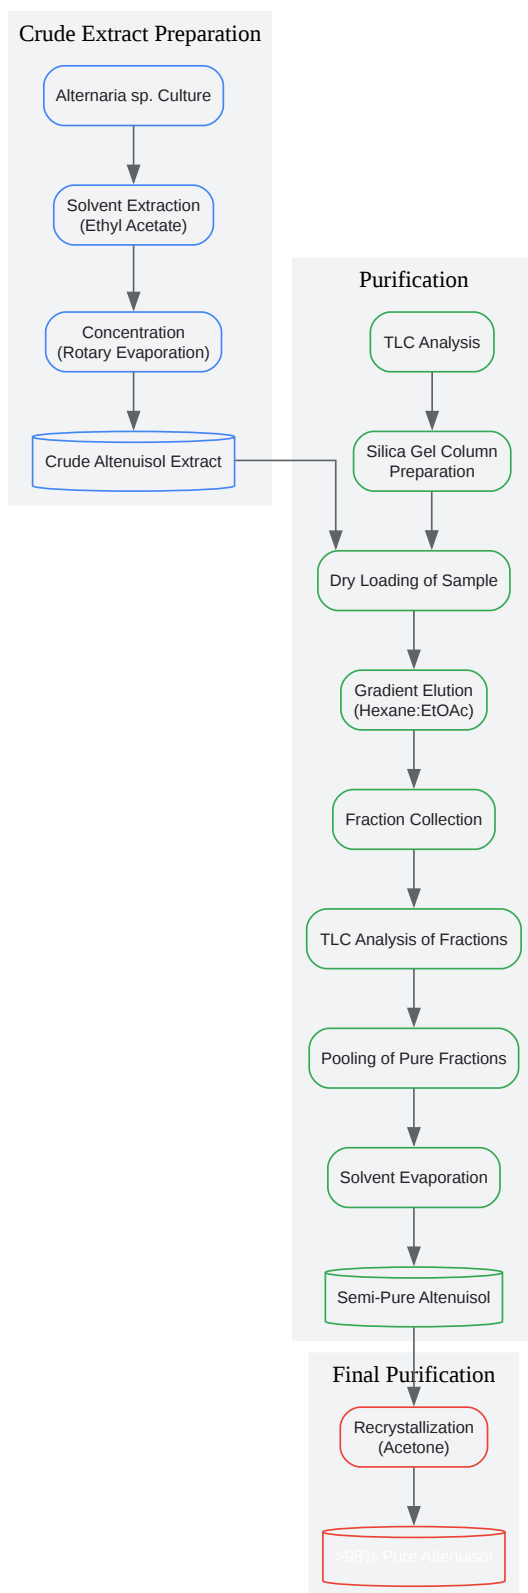 Crude Extract Preparation
Alternaria sp. Culture
Solvent Extraction
(Ethyl Acetate)
Concentration
(Rotary Evaporation)
Crude Altenuisol Extract
Purification
TLC Analysis
Silica Gel Column
Preparation
Dry Loading of Sample
Gradient Elution
(Hexane:EtOAc)
Fraction Collection
TLC Analysis of Fractions
Pooling of Pure Fractions
Solvent Evaporation
Semi-Pure Altenuisol
Final Purification
Recrystallization
(Acetone)
>98% Pure Altenuisol